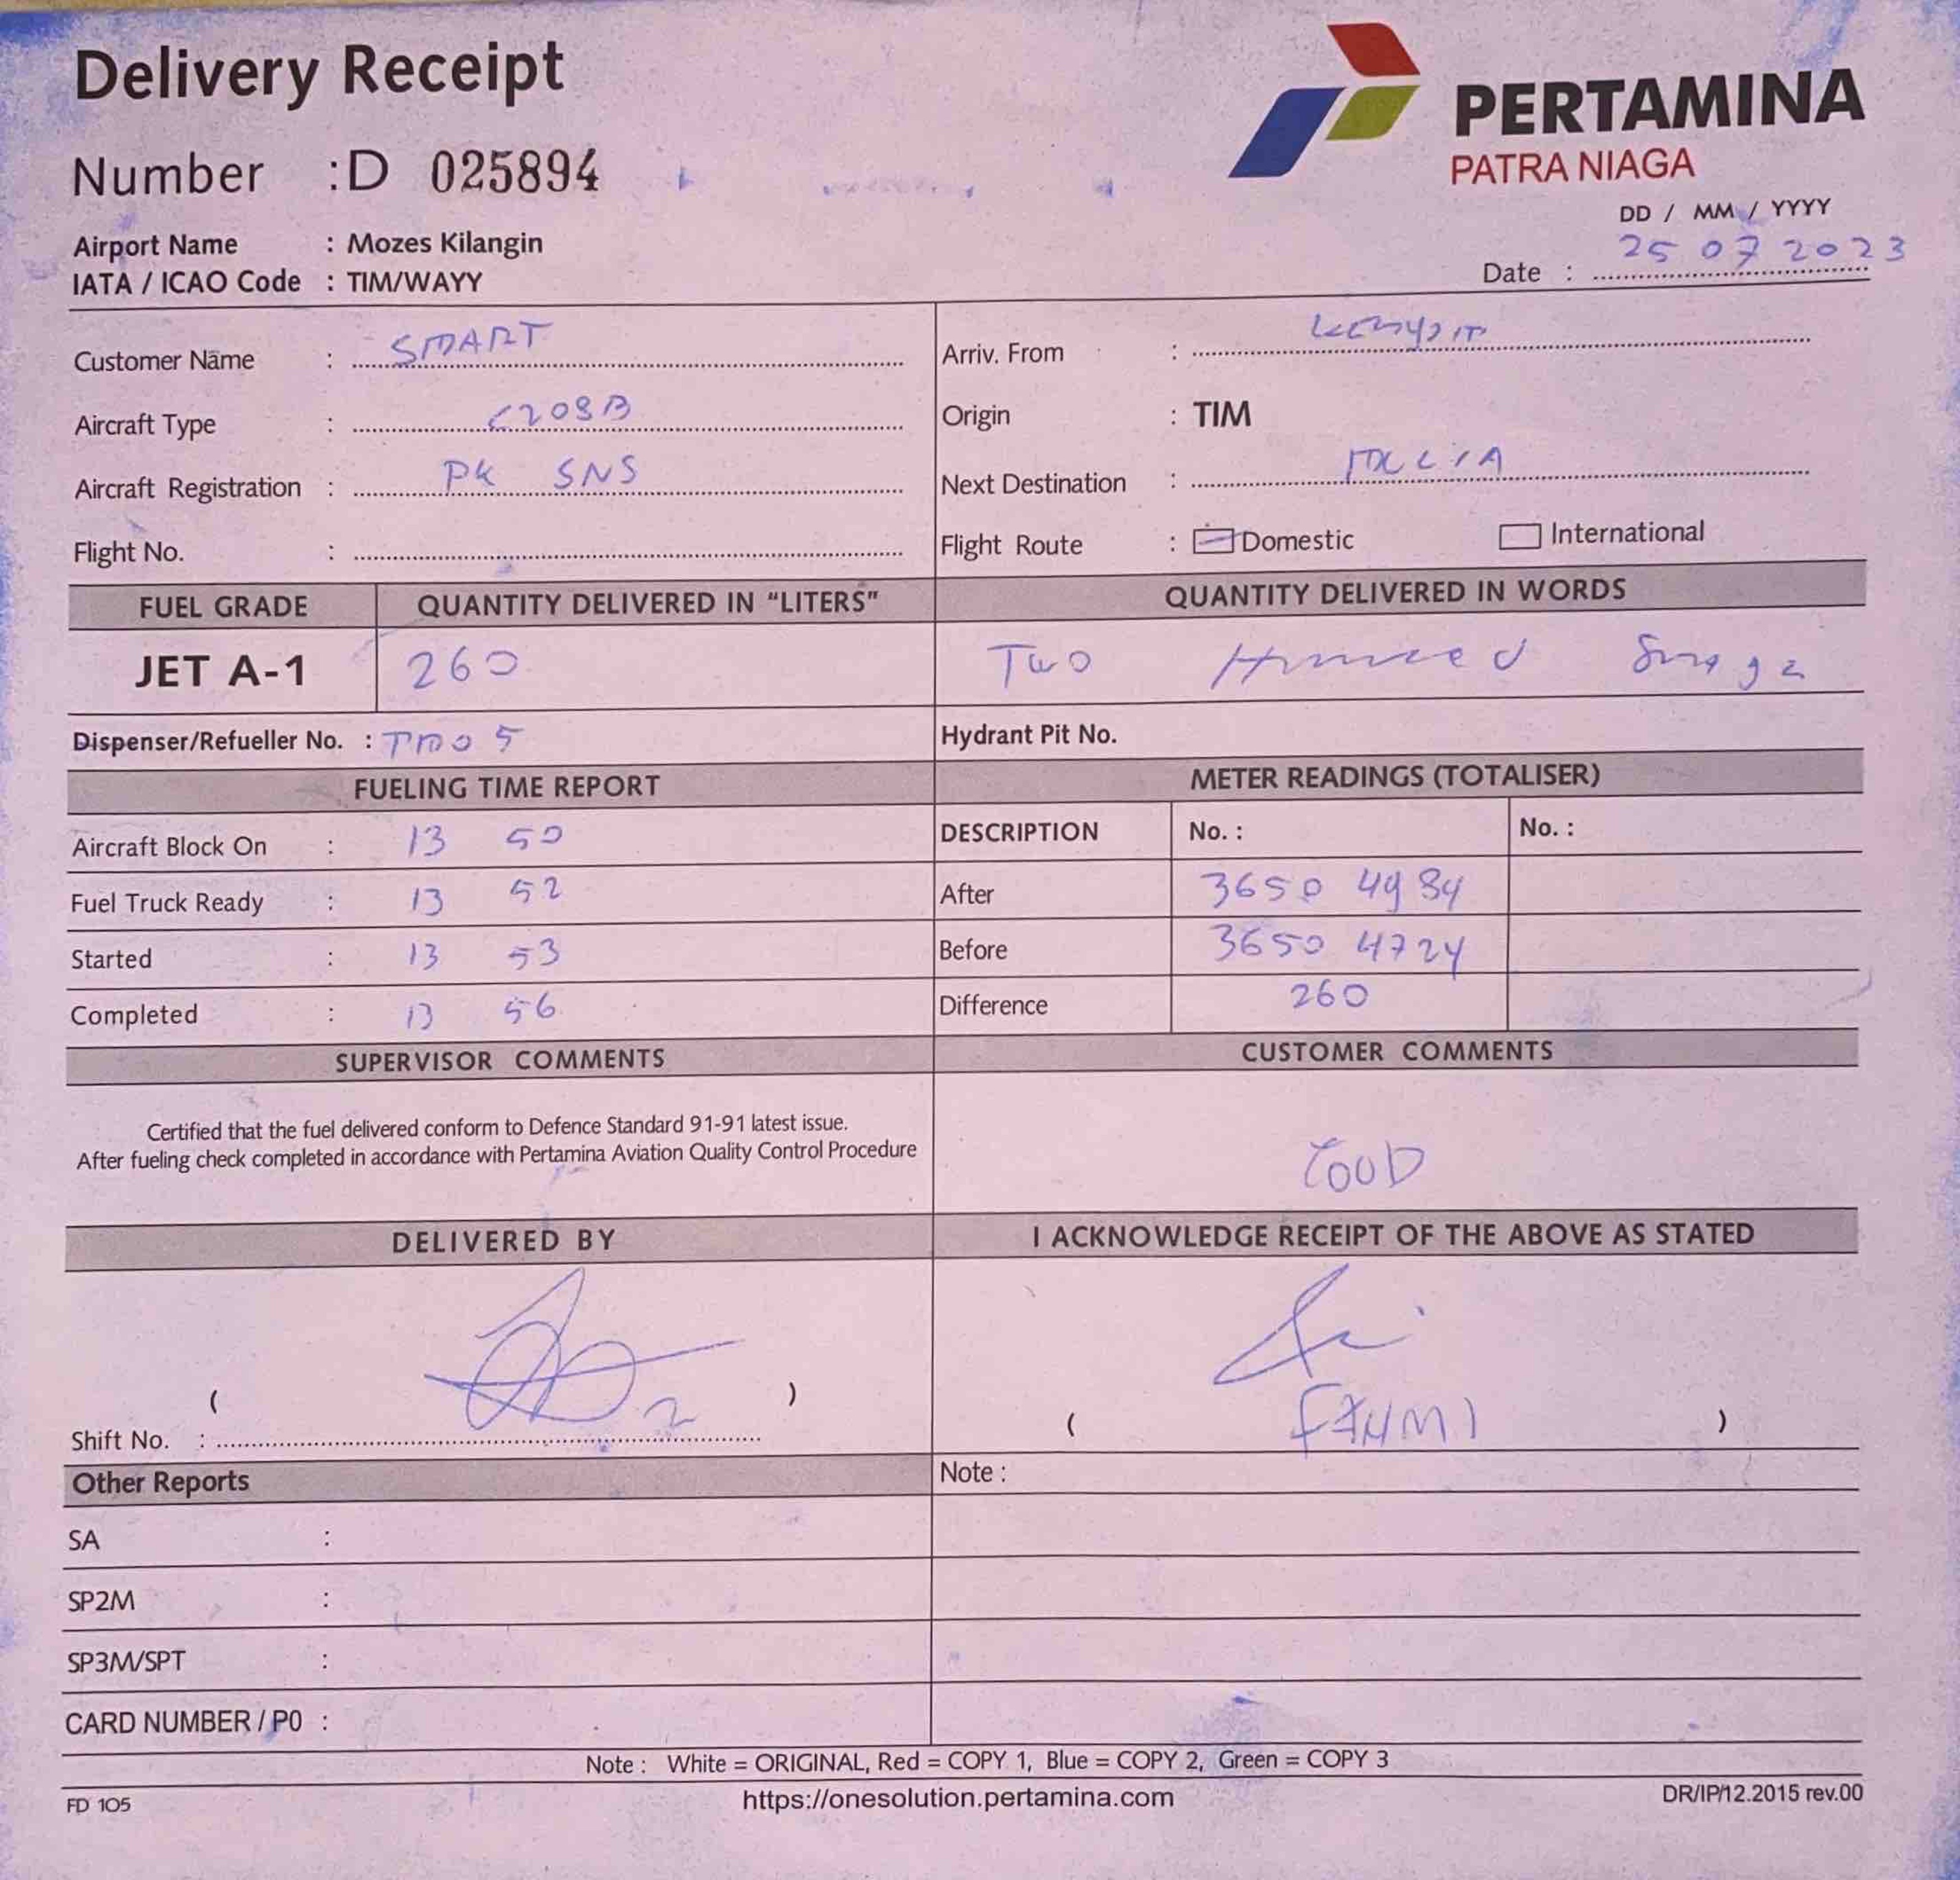 Delivery Receipt
PERTAMINA
PATRA NIAGA
Number : D 025894
Airport Name : Mozes Kilangin
IATA / ICAO Code : TIM/WAYY
DD / MM / YYYY
Date : 25 07 2023
Customer Name : SMART
Arriv. From :
Aircraft Type : C208B
Origin : TIM
Aircraft Registration : PK SNS
Next Destination :
Flight No. :
Flight Route : Domestic International
FUEL GRADE QUANTITY DELIVERED IN "LITERS" QUANTITY DELIVERED IN WORDS
JET A-1 260 Two
Dispenser/Refueller No. : Hydrant Pit No.
FUELING TIME REPORT METER READINGS (TOTALISER)
Aircraft Block On : 13 50
DESCRIPTION No. : No. :
Fuel Truck Ready : 13 52
After 3650 4984
Started : 13 53
Before 3650 4724
Completed : 13 56
Difference 260
SUPERVISOR COMMENTS CUSTOMER COMMENTS
Certified that the fuel delivered conform to Defence Standard 91-91 latest issue.
After fueling check completed in accordance with Pertamina Aviation Quality Control Procedure
GOOD
DELIVERED BY I ACKNOWLEDGE RECEIPT OF THE ABOVE AS STATED
( )
( FAHMI )
Shift No. : 2
Other Reports Note :
SA :
SP2M :
SP3M/SPT :
CARD NUMBER / P0 :
Note : White = ORIGINAL, Red = COPY 1, Blue = COPY 2, Green = COPY 3
FD 105 https://onesolution.pertamina.com DR/IP/12.2015 rev.00